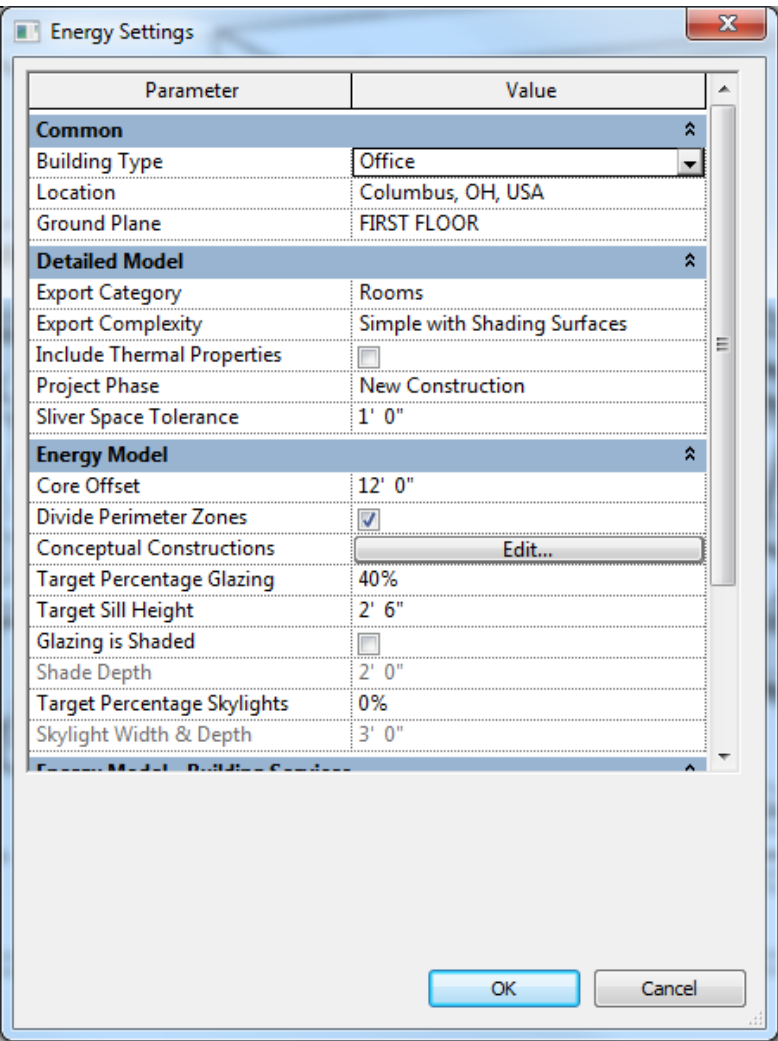 Energy Settings
Parameter Value
Common
Building Type Office
Location Columbus, OH, USA
Ground Plane FIRST FLOOR
Detailed Model
Export Category Rooms
Export Complexity Simple with Shading Surfaces
Include Thermal Properties
Project Phase New Construction
Sliver Space Tolerance 1' 0"
Energy Model
Core Offset 12' 0"
Divide Perimeter Zones
Conceptual Constructions Edit...
Target Percentage Glazing 40%
Target Sill Height 2' 6"
Glazing is Shaded
Shade Depth 2' 0"
Target Percentage Skylights 0%
Skylight Width & Depth 3' 0"
Energy Model - Building Services
OK Cancel